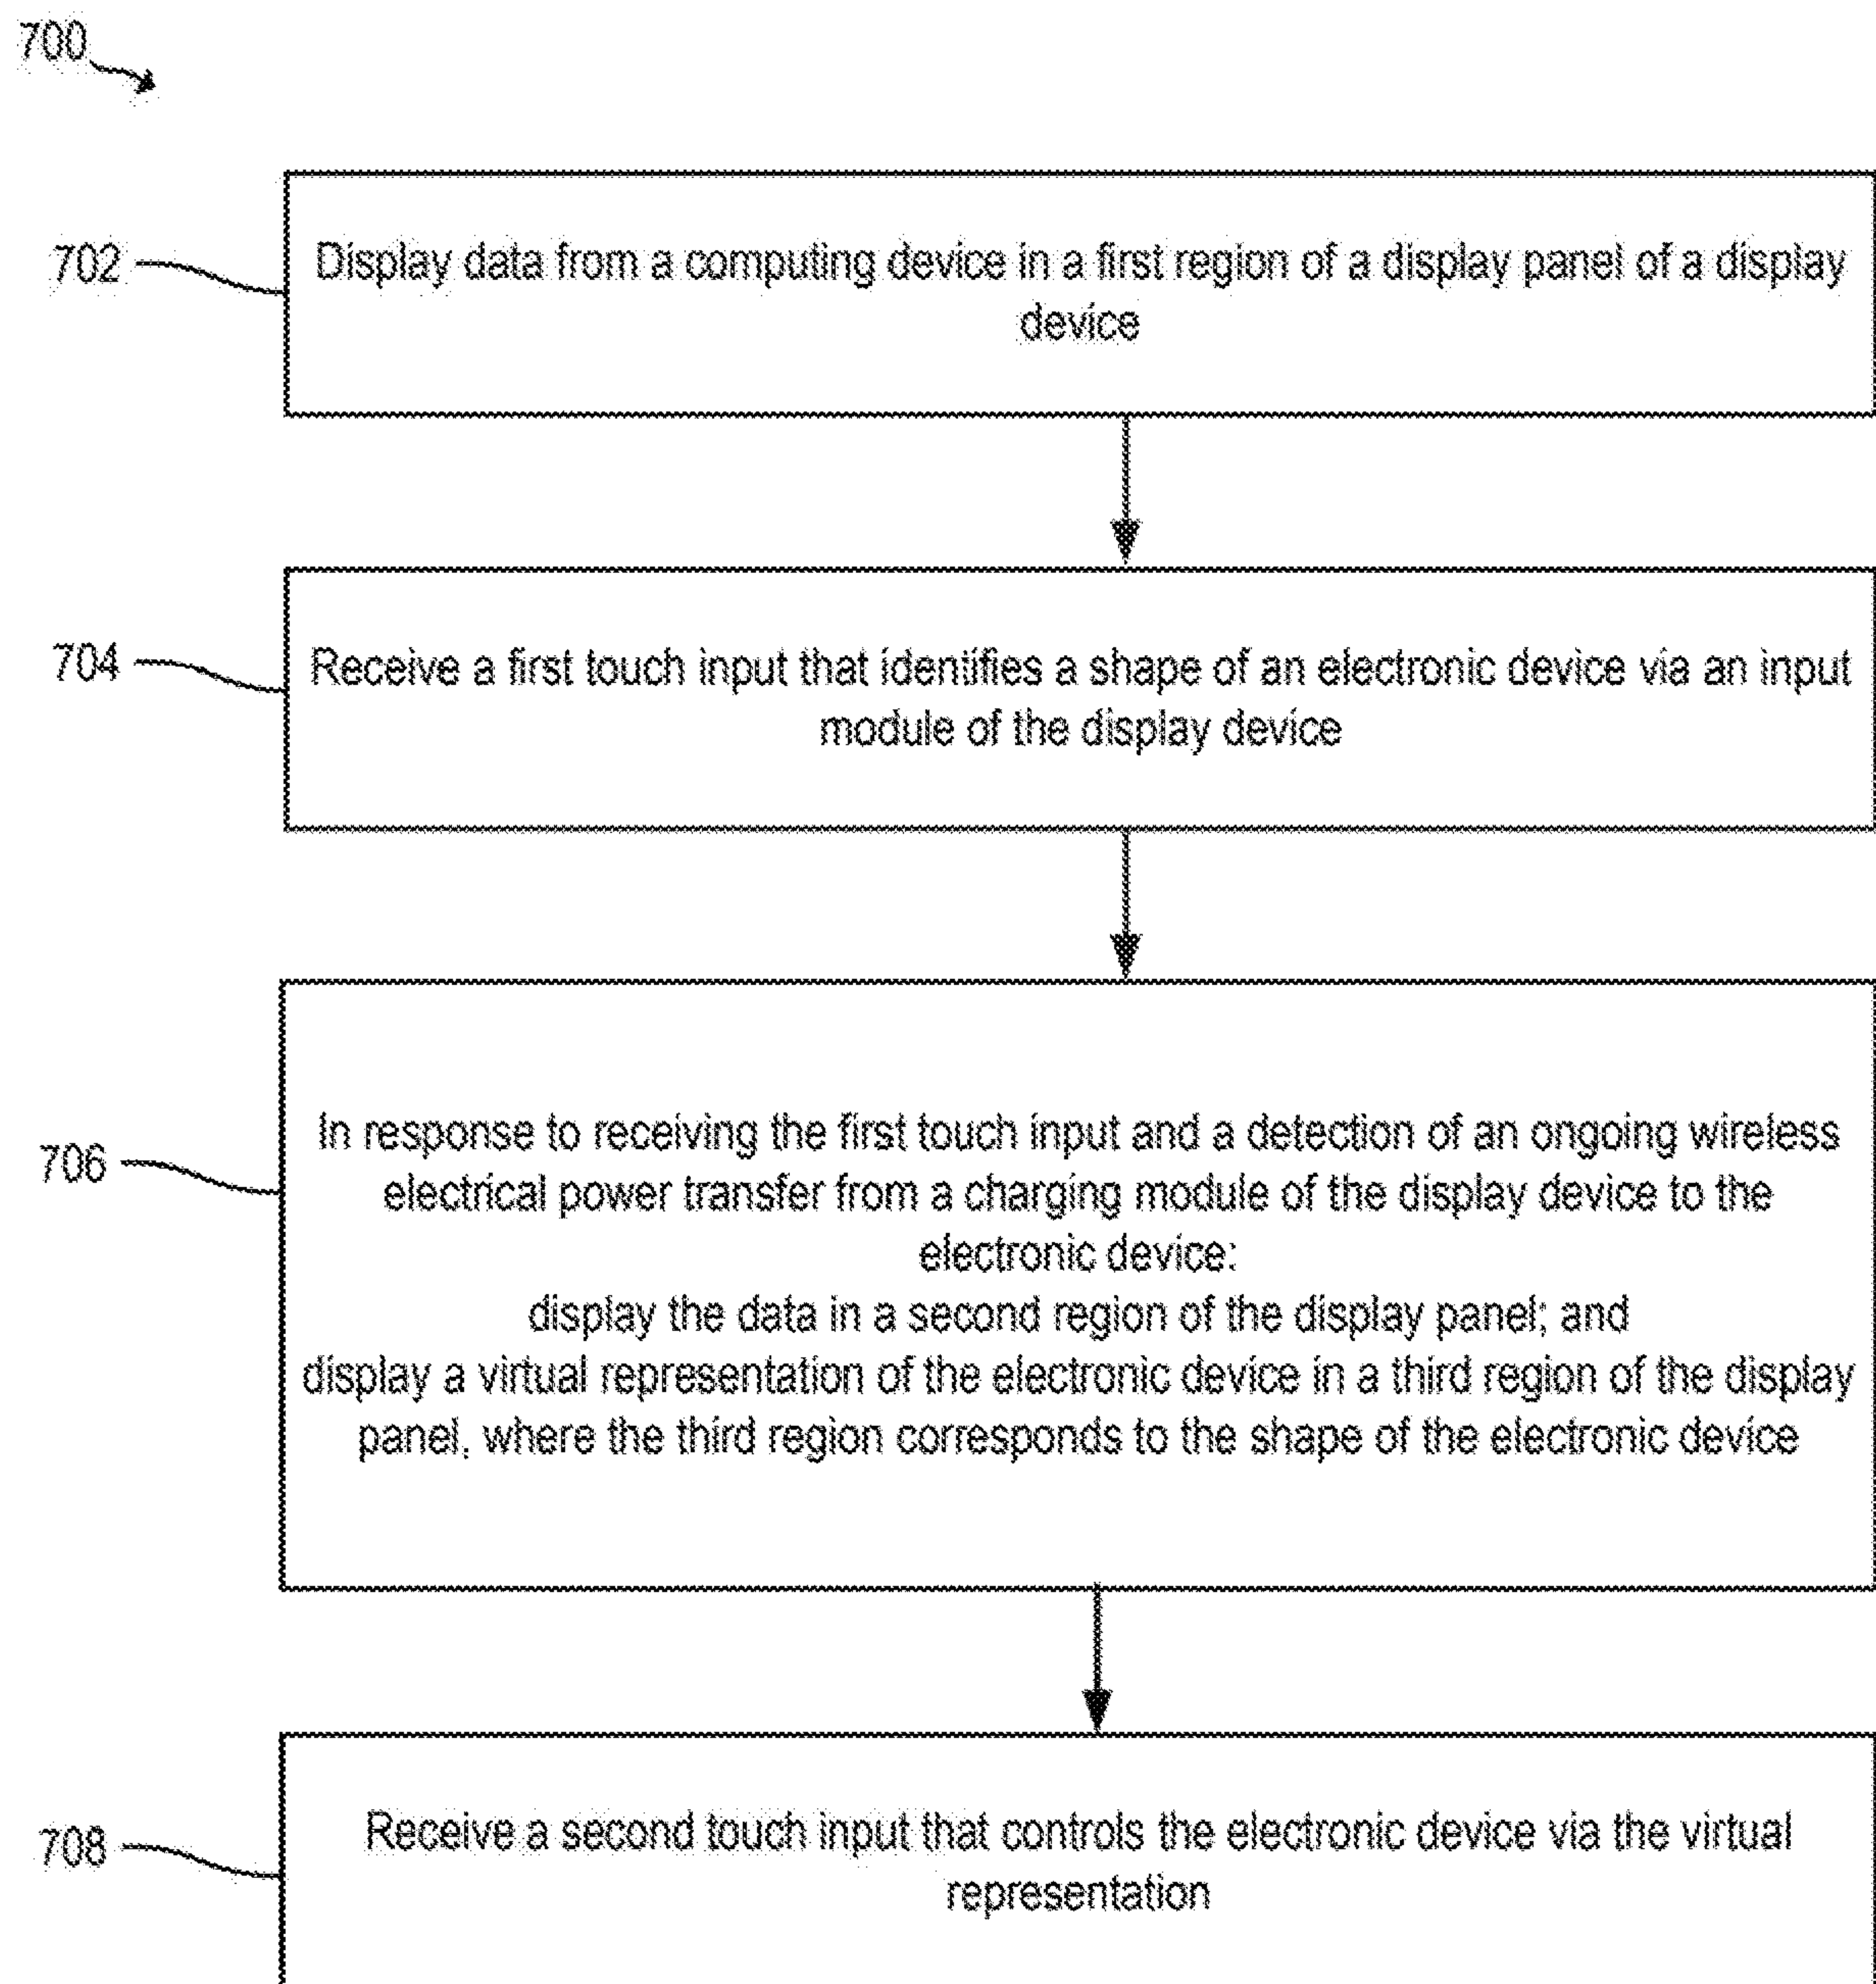 700
702
Display data from a computing device in a first region of a display panel of a display
device
704
Receive a first touch input that identifies a shape of an electronic device via an input
module of the display device
706
In response to receiving the first touch input and a detection of an ongoing wireless
electrical power transfer from a charging module of the display device to the
electronic device:
display the data in a second region of the display panel; and
display a virtual representation of the electronic device in a third region of the display
panel, where the third region corresponds to the shape of the electronic device
708
Receive a second touch input that controls the electronic device via the virtual
representation